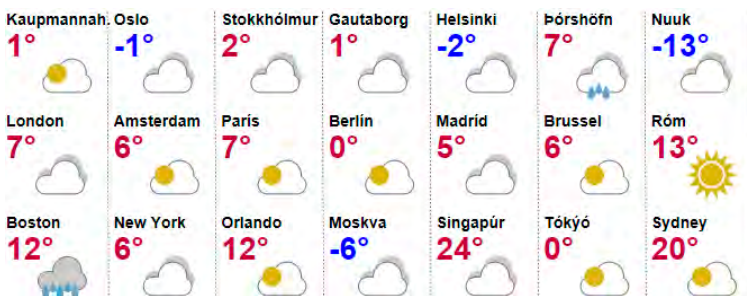 Kaupmannah. Oslo Stokkhólmur Gautaborg Helsinki Þórshöfn Nuuk
1° -1° 2° 1° -2° 7° -13°
London Amsterdam París Berlín Madríd Brussel Róm
7° 6° 7° 0° 5° 6° 13°
Boston New York Orlando Moskva Singapúr Tókýó Sydney
12° 6° 12° -6° 24° 0° 20°